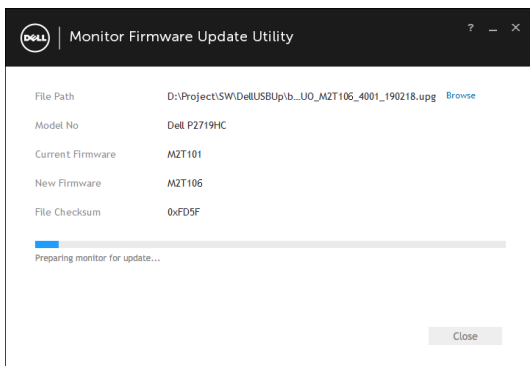 DELL Monitor Firmware Update Utility ?
File Path D:\Project\SW\DellUSBUp\b...UO_M2T106_4001_190218.upg Browse
Model No Dell P2719HC
Current Firmware M2T101
New Firmware M2T106
File Checksum 0xFD5F
Preparing monitor for update...
Close